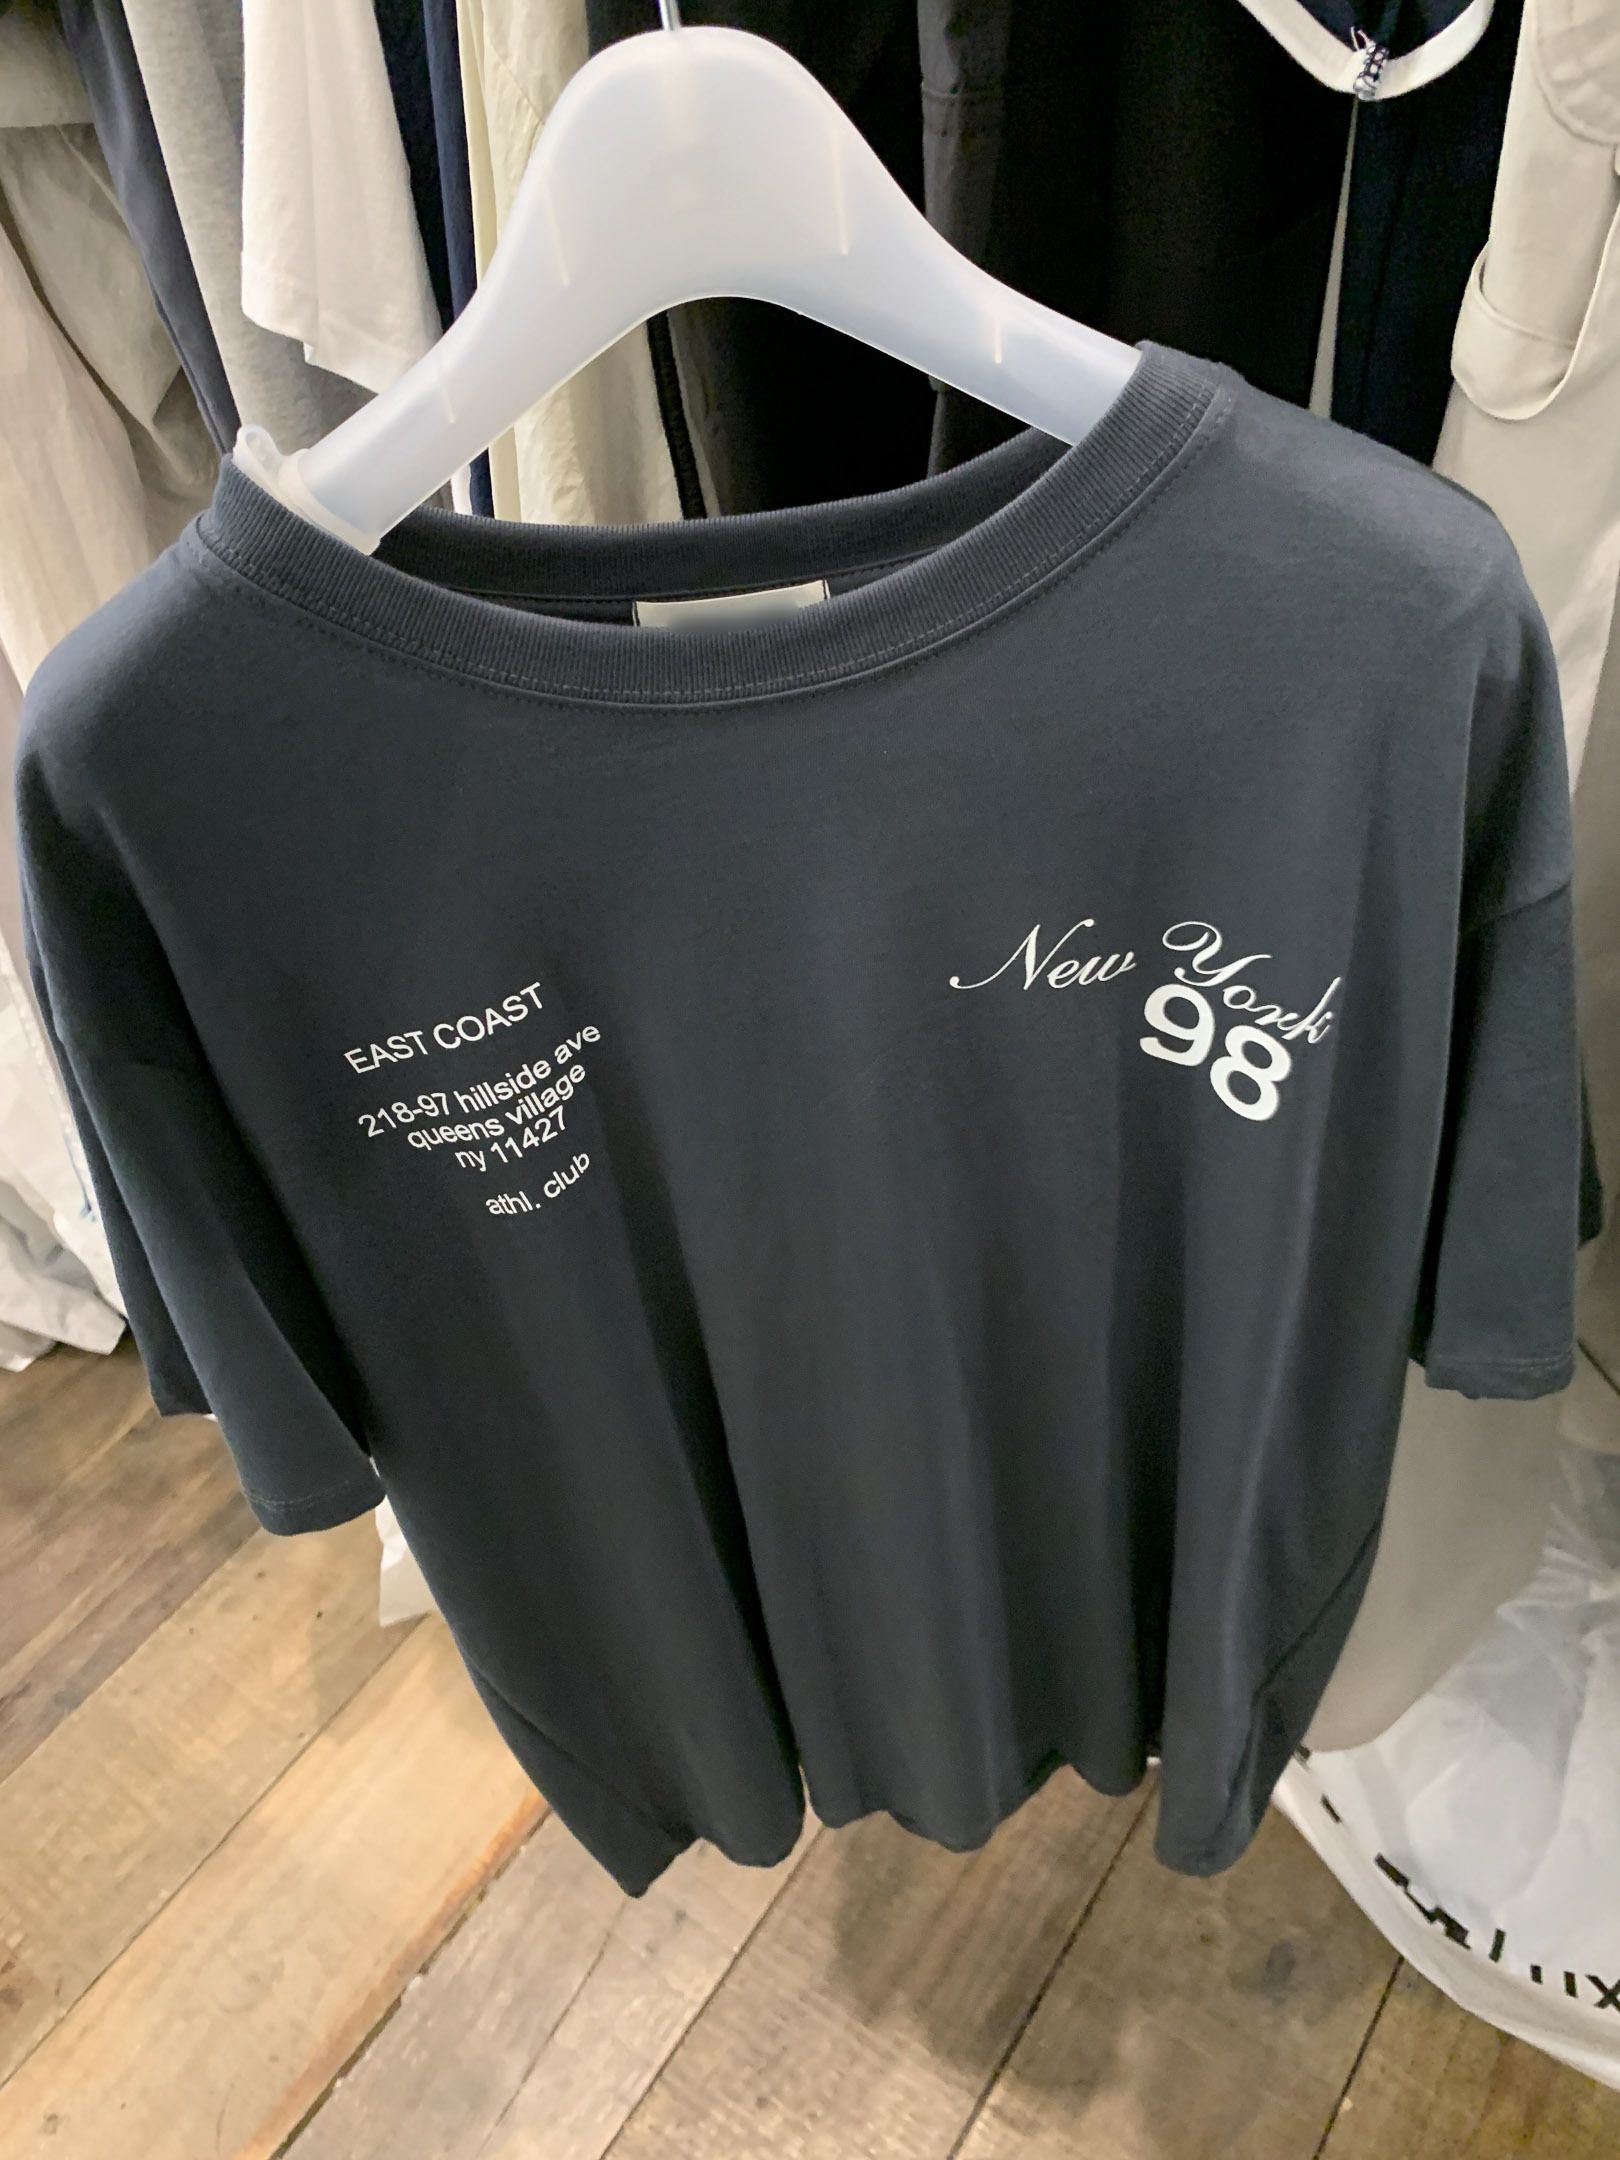 EAST COAST
218-97 hillside ave
queens village
ny 11427
athl. club
New York
98